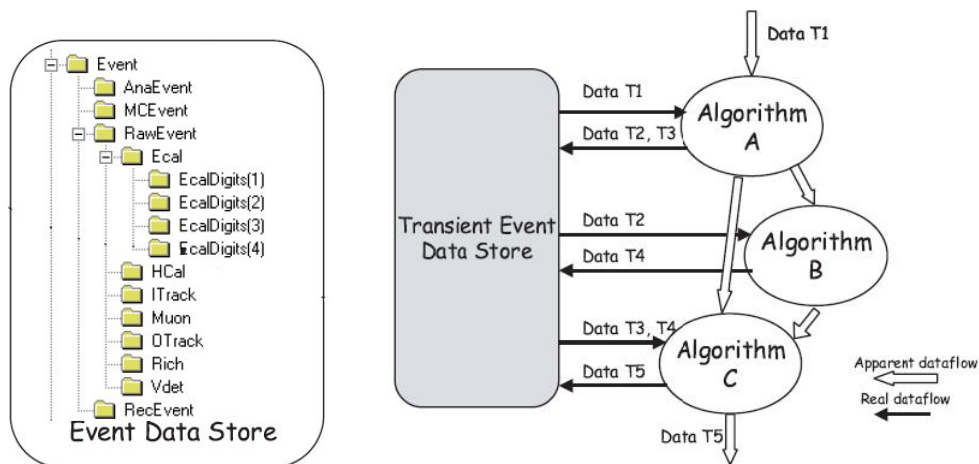 Event
AnaEvent
MCEvent
RawEvent
Ecal
EcalDigits(1)
EcalDigits(2)
EcalDigits(3)
EcalDigits(4)
HCal
ITrack
Muon
OTrack
Rich
Vdet
RecEvent
Event Data Store
Data T1
Data T1
Algorithm
A
Data T2, T3
Transient Event
Data Store
Data T2
Algorithm
B
Data T4
Data T3, T4
Algorithm
C
Data T5
Data T5
Apparent dataflow
Real dataflow